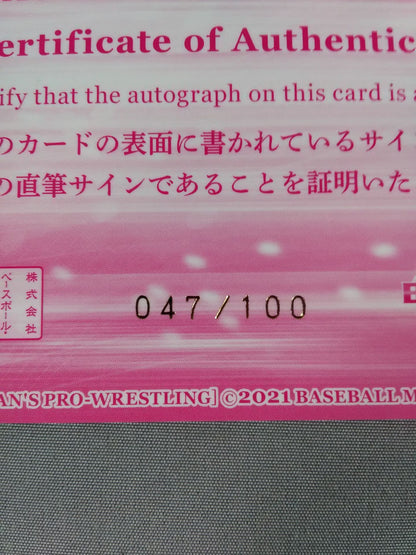 ertificate of Authentic
ify that the autograph on this card is a
のカードの表面に書かれているサイ
の直筆サインであることを証明いた
株式会社
ベースボール・
047/100
AN'S PRO-WRESTLING] ©2021 BASEBALL M